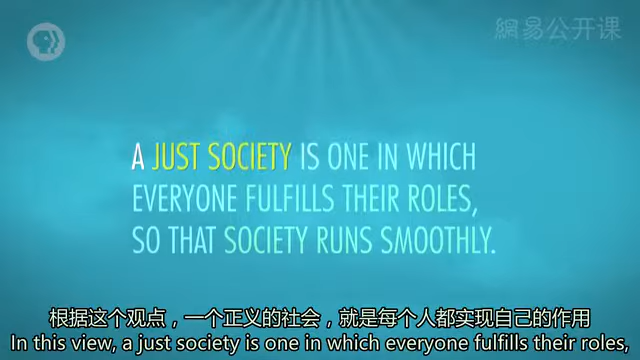 網易公开课
A JUST SOCIETY IS ONE IN WHICH
EVERYONE FULFILLS THEIR ROLES,
SO THAT SOCIETY RUNS SMOOTHLY.
根据这个观点，一个正义的社会，就是每个人都实现自己的作用
In this view, a just society is one in which everyone fulfills their roles,